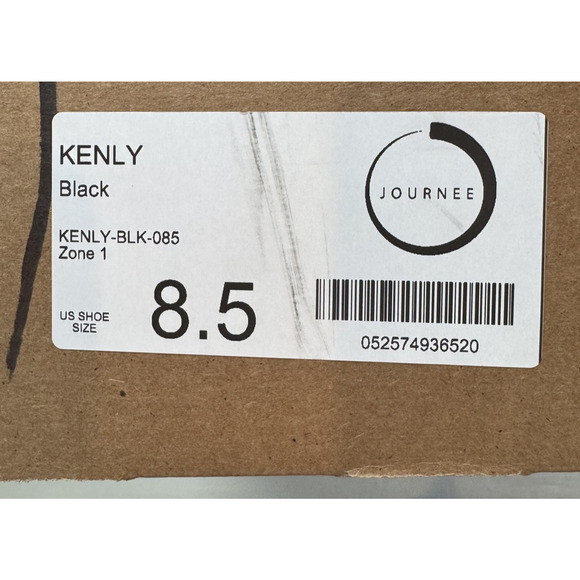 KENLY
Black
KENLY-BLK-085
Zone 1
US SHOE
SIZE
8.5
JOURNEE
052574936520